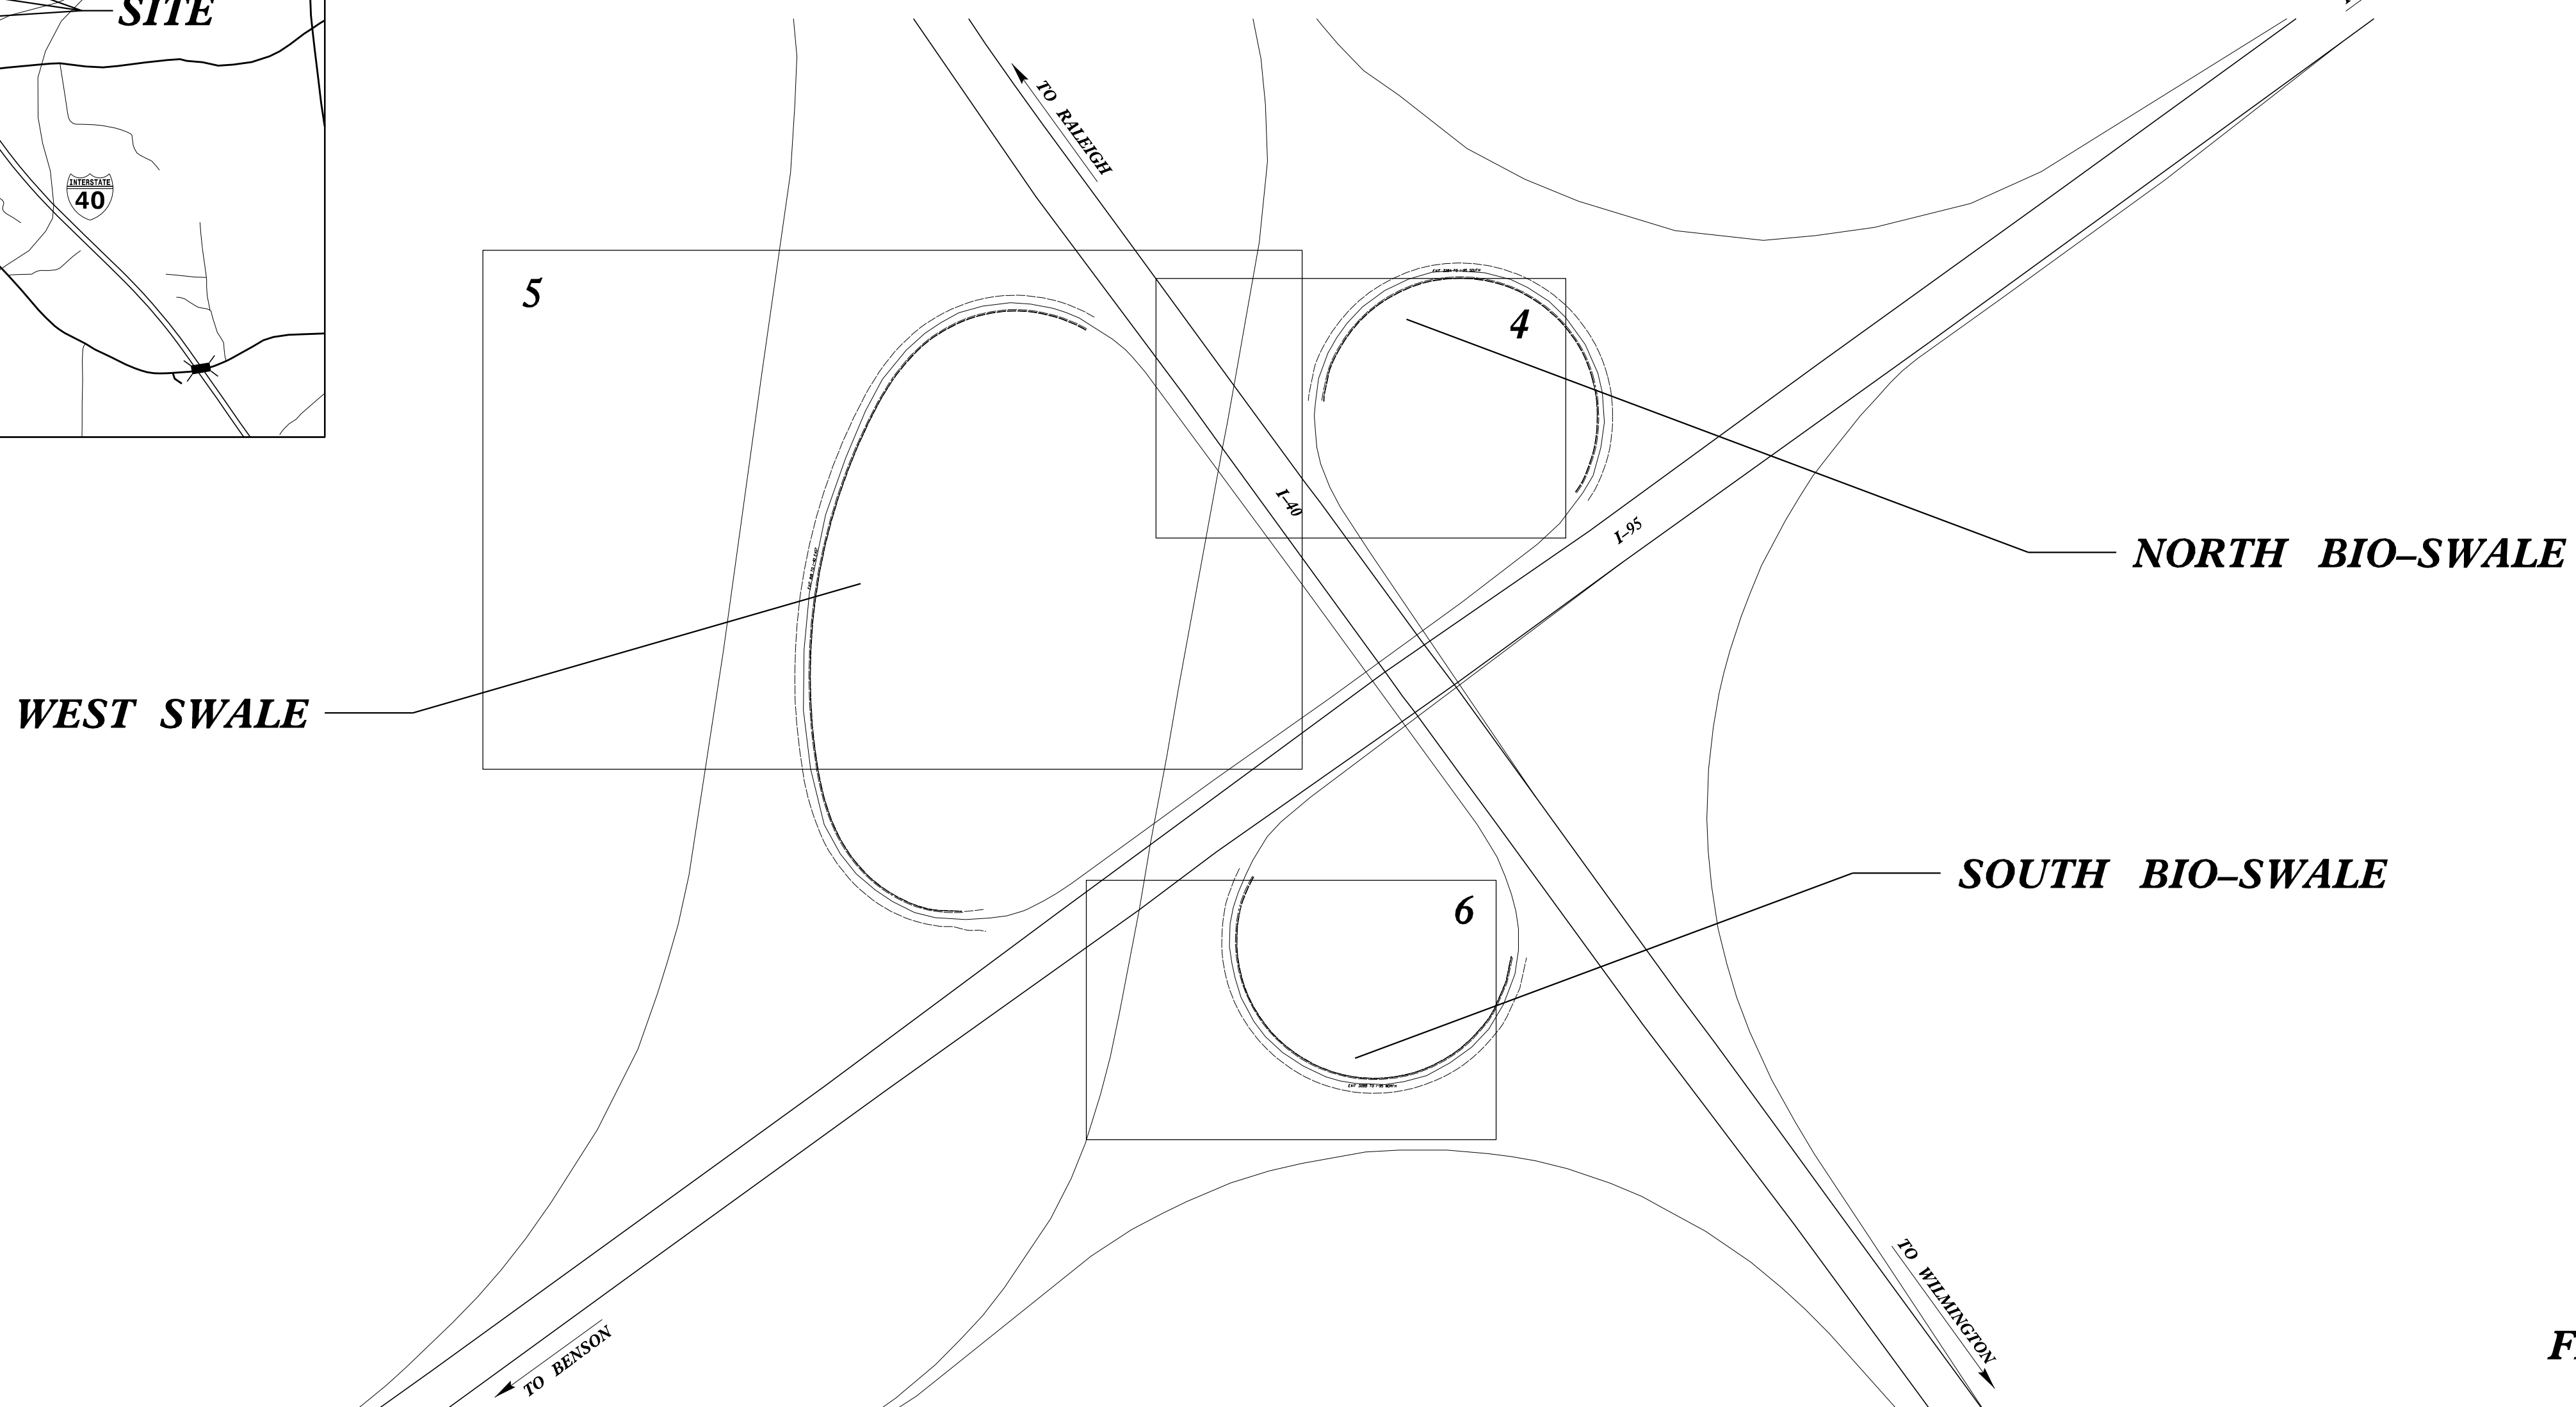 SITE
INTERSTATE
40
TO RALEIGH
5
4
I-40
I-95
NORTH BIO-SWALE
WEST SWALE
SOUTH BIO-SWALE
6
TO WILMINGTON
TO BENSON